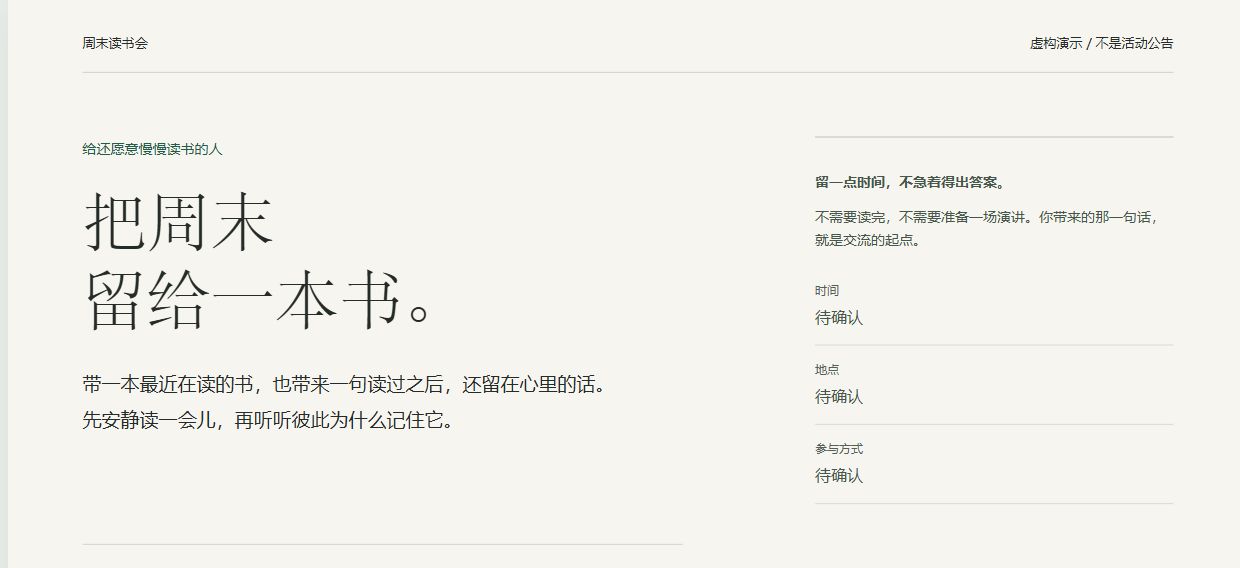 周末读书会
虚构演示 / 不是活动公告
给还愿意慢慢读书的人
把周末
留给一本书。
带一本最近在读的书，也带来一句读过之后，还留在心里的话。
先安静读一会儿，再听听彼此为什么记住它。
留一点时间，不急着得出答案。
不需要读完，不需要准备一场演讲。你带来的那一句话，
就是交流的起点。
时间
待确认
地点
待确认
参与方式
待确认